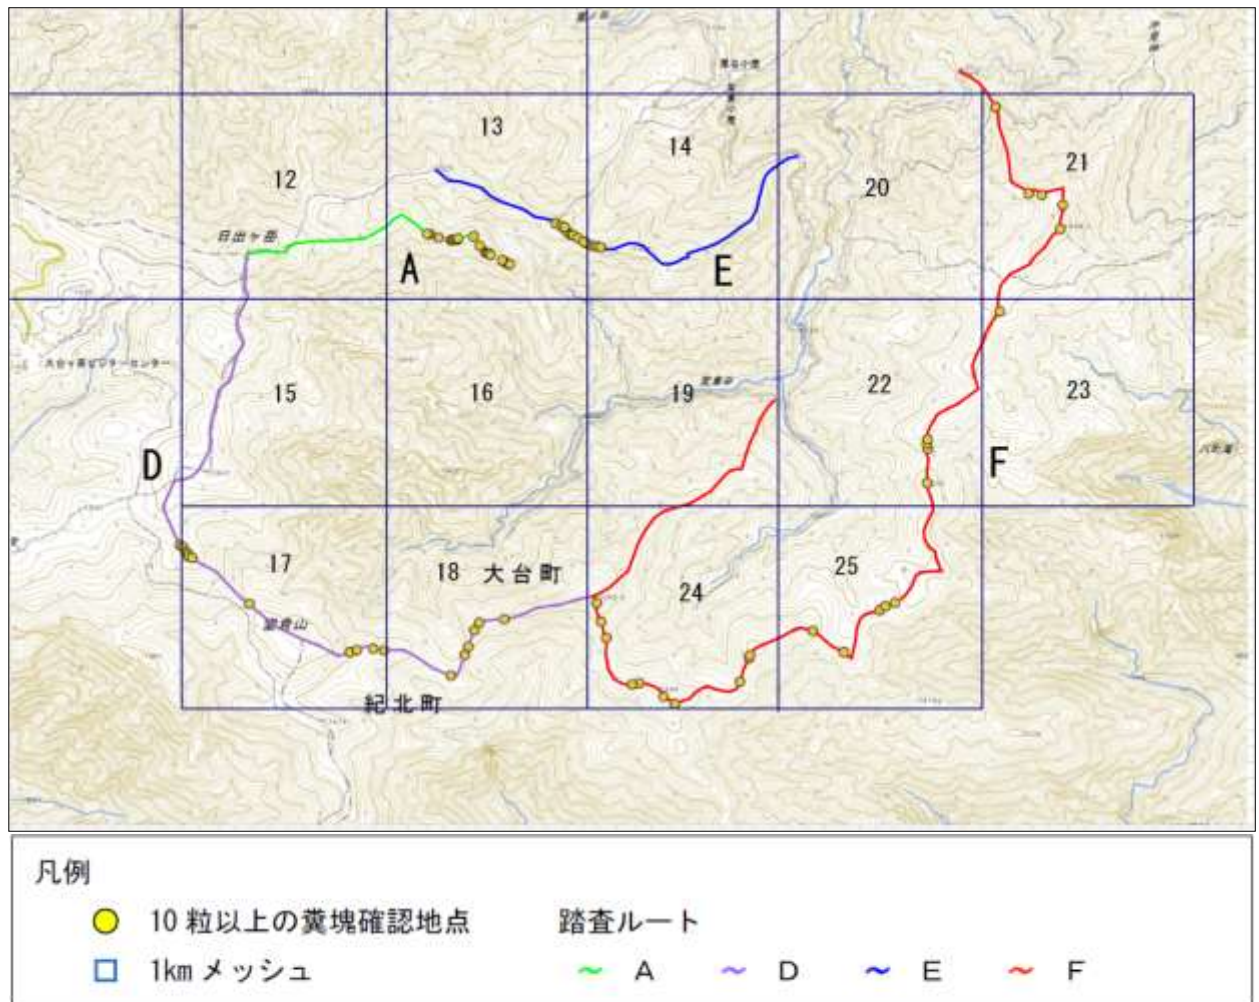 13
14
12
21
20
日出ヶ岳
A
E
大台ヶ原ビジターセンター
15
16
19
22
23
D
F
17
18
大台町
24
25
紀北町
凡例
10 粒以上の糞塊確認地点
踏査ルート
1km メッシュ
A
D
E
F